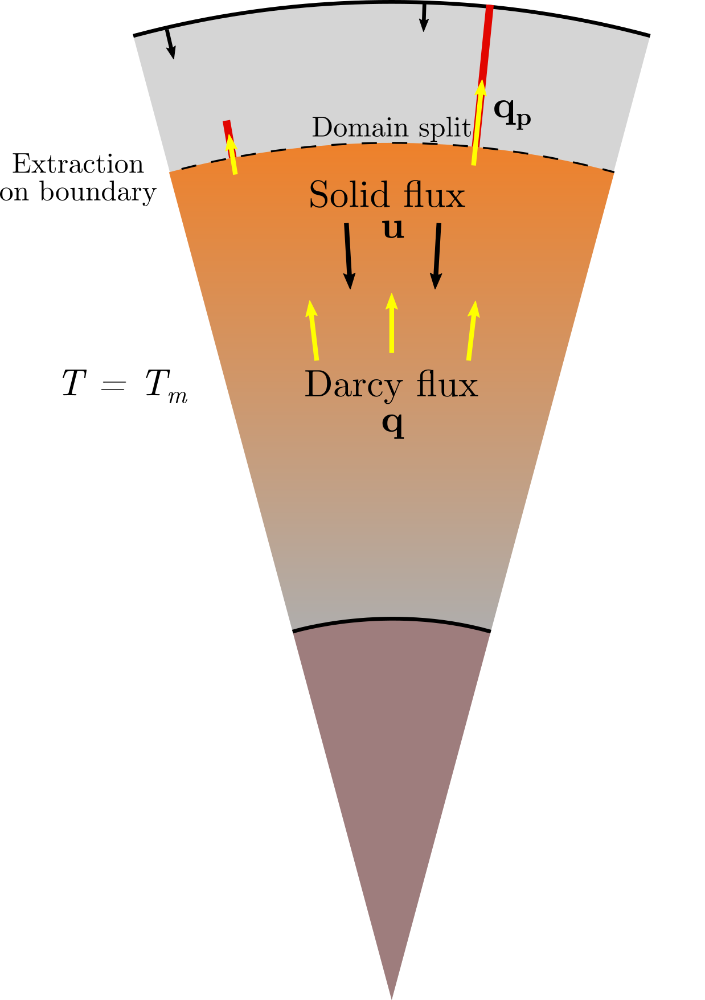 q_p
Domain split
Extraction
on boundary
Solid flux
u
T = T_m
Darcy flux
q